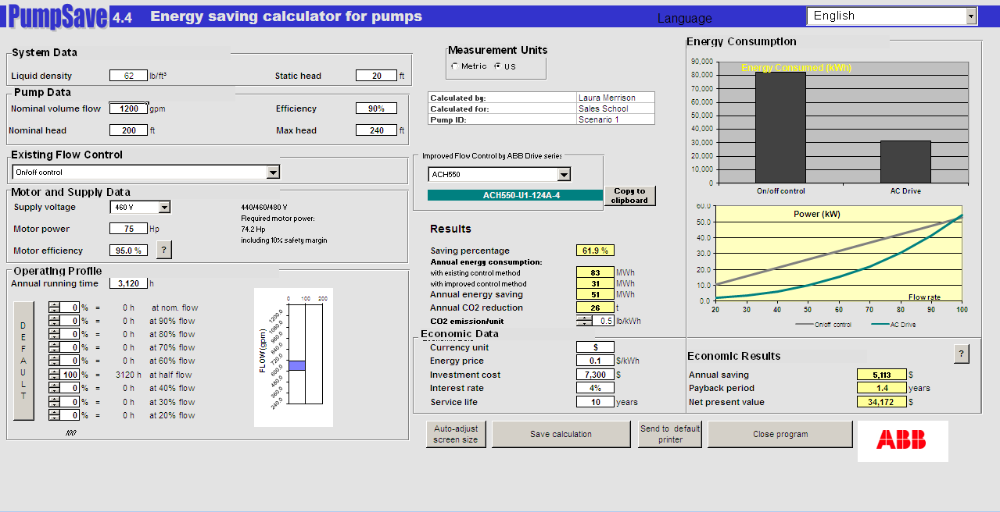 PumpSave 4.4 Energy saving calculator for pumps Language English
System Data
Liquid density 62 lb/ft³ Static head 20 ft
Pump Data
Nominal volume flow 1200 gpm Efficiency 90%
Nominal head 200 ft Max head 240 ft
Existing Flow Control
On/off control
Motor and Supply Data
Supply voltage 460 V 440/460/480 V
Required motor power:
Motor power 75 Hp 74.2 Hp
including 10% safety margin
Motor efficiency 95.0 % ?
Operating Profile
Annual running time 3,120 h
DEFAULT
0 % = 0 h at nom. flow
0 % = 0 h at 90% flow
0 % = 0 h at 80% flow
0 % = 0 h at 70% flow
0 % = 0 h at 60% flow
100 % = 3120 h at half flow
0 % = 0 h at 40% flow
0 % = 0 h at 30% flow
0 % = 0 h at 20% flow
100
0 100 200
FLOW(gpm)
1200.0
1080.0
960.0
840.0
720.0
600.0
480.0
360.0
240.0
Measurement Units
Metric US
Calculated by: Laura Merrison
Calculated for: Sales School
Pump ID: Scenario 1
Improved Flow Control by ABB Drive series
ACH550
ACH550-U1-124A-4
Copy to
clipboard
Results
Saving percentage 61.9 %
Annual energy consumption:
with existing control method 83 MWh
with improved control method 31 MWh
Annual energy saving 51 MWh
Annual CO2 reduction 26 t
CO2 emission/unit 0.5 lb/kWh
Economic Data
Currency unit $
Energy price 0.1 $/kWh
Investment cost 7,300 $
Interest rate 4%
Service life 10 years
Energy Consumption
Energy Consumed (kWh)
90,000
80,000
70,000
60,000
50,000
40,000
30,000
20,000
10,000
0
On/off control AC Drive
Power (kW)
60.0
50.0
40.0
30.0
20.0
10.0
0.0
Flow rate
20 30 40 50 60 70 80 90 100
On/off control AC Drive
Economic Results ?
Annual saving 5,113 $
Payback period 1.4 years
Net present value 34,172 $
Auto-adjust
screen size
Save calculation
Send to default
printer
Close program
ABB